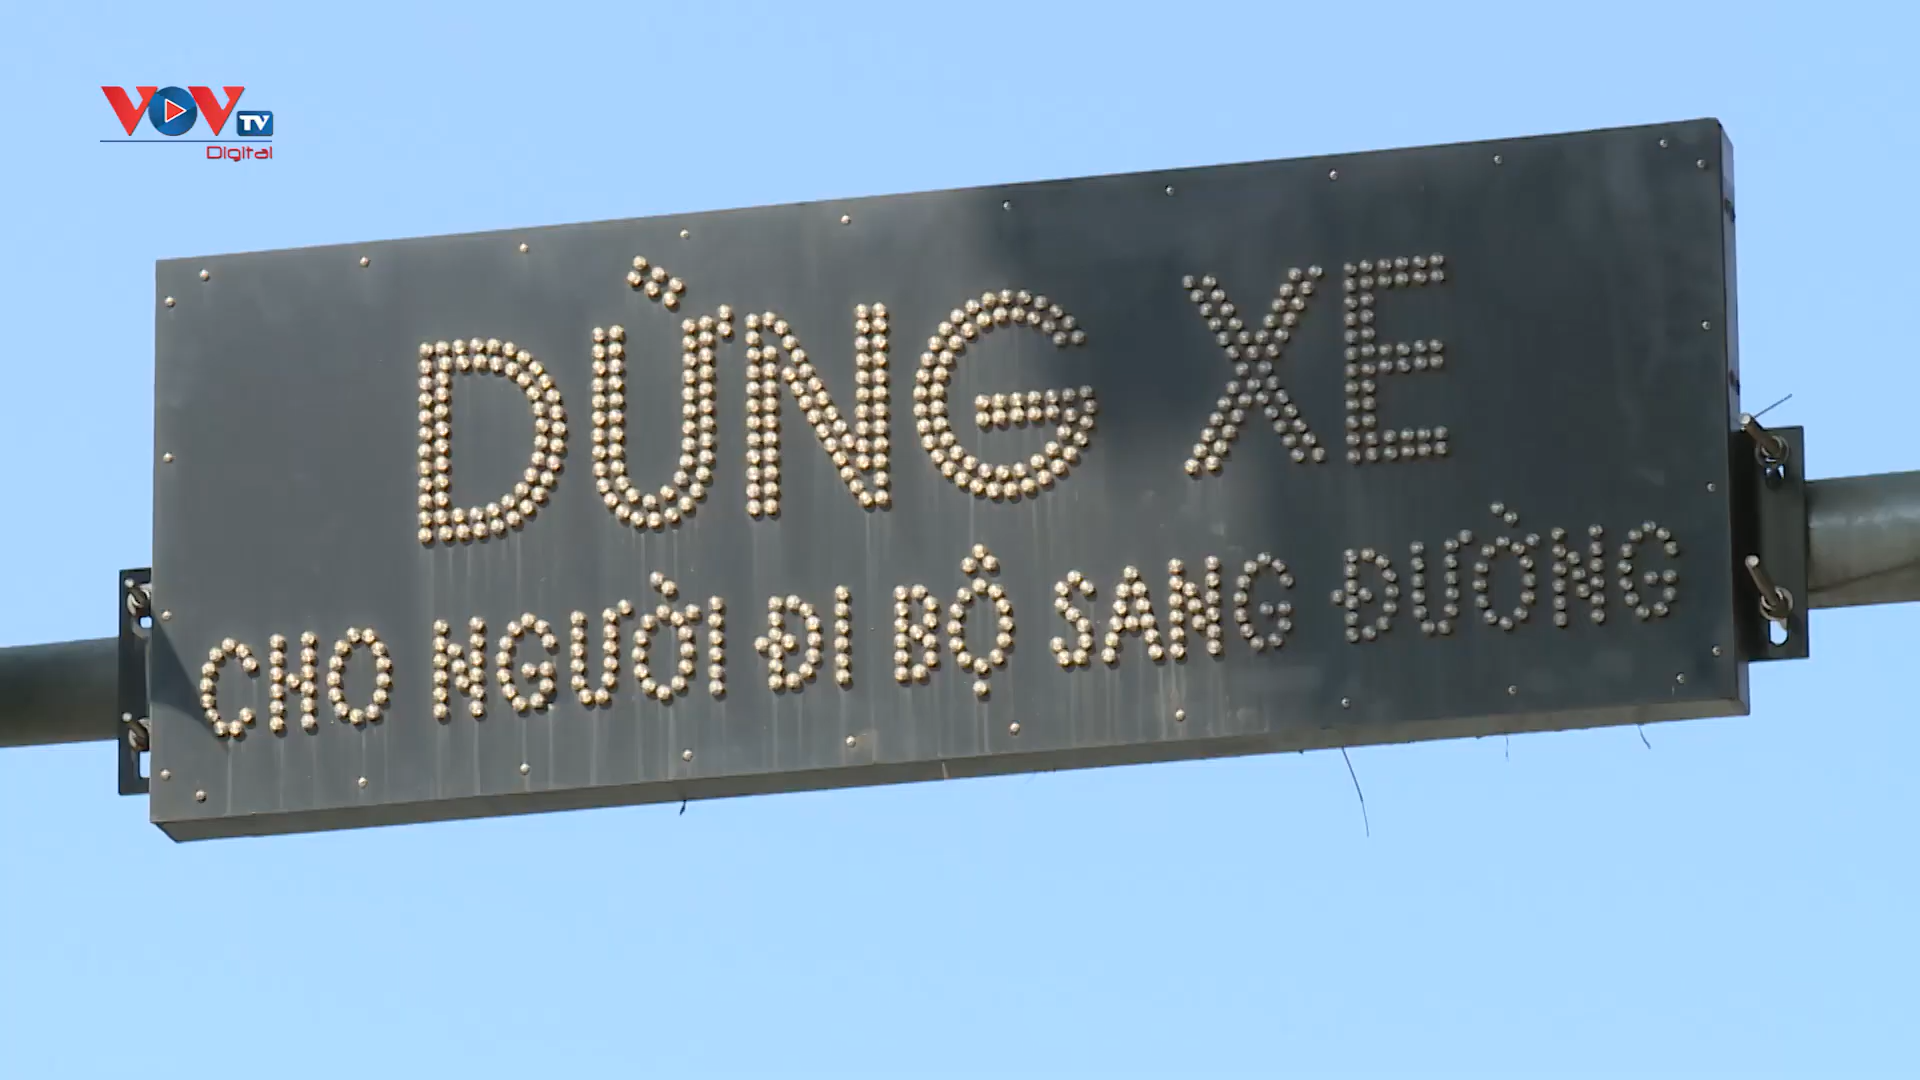 VOV TV
Digital
DỪNG XE
CHO NGƯỜI ĐI BỘ SANG ĐƯỜNG